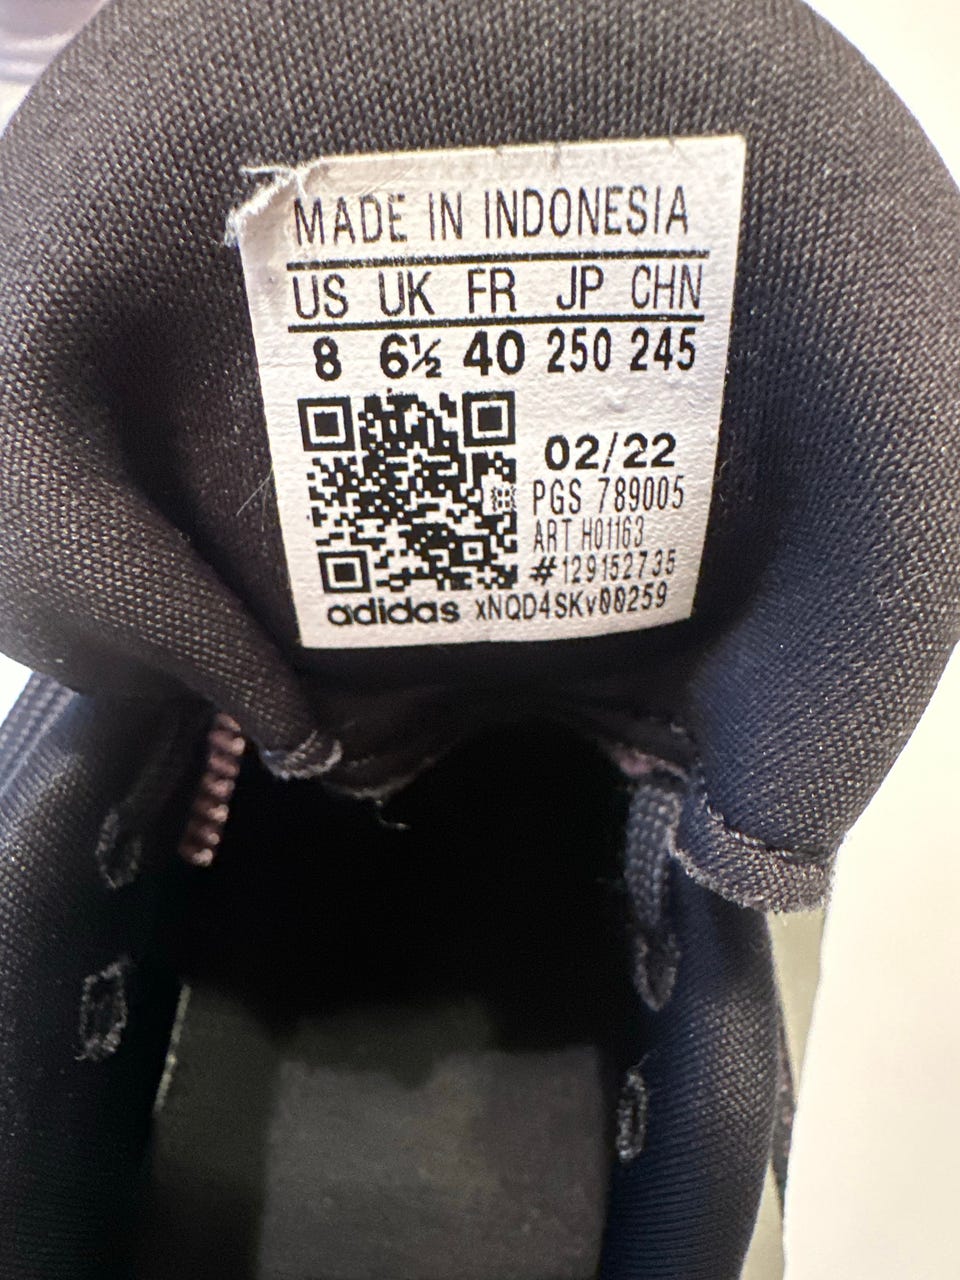 MADE IN INDONESIA
US UK FR JP CHN
8 6½ 40 250 245
02/22
PGS 789005
ART H01163
#129152735
adidas xNQD4SKv00259